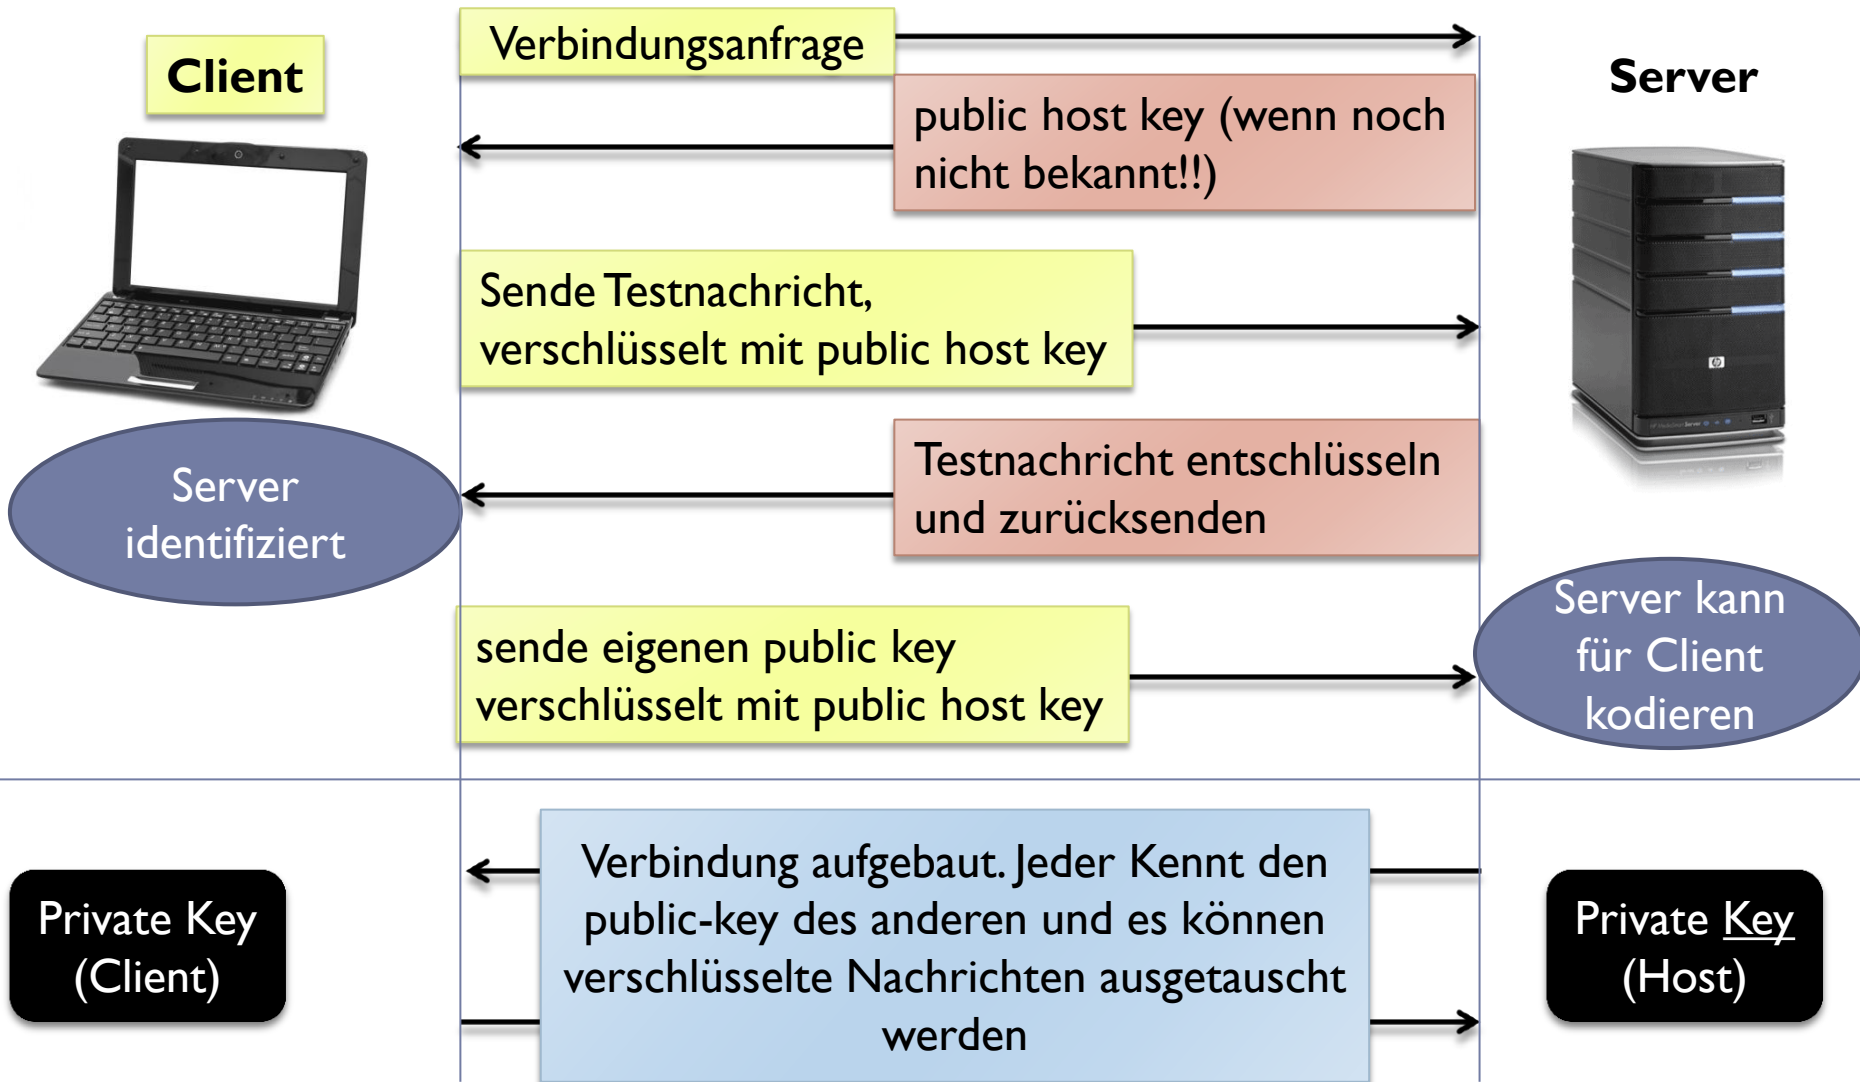 Client
Verbindungsanfrage
Server
public host key (wenn noch
nicht bekannt!!)
Sende Testnachricht,
verschlüsselt mit public host key
Testnachricht entschlüsseln
und zurücksenden
Server
identifiziert
sende eigenen public key
verschlüsselt mit public host key
Server kann
für Client
kodieren
Verbindung aufgebaut. Jeder Kennt den
public-key des anderen und es können
verschlüsselte Nachrichten ausgetauscht
werden
Private Key
(Client)
Private Key
(Host)
hp